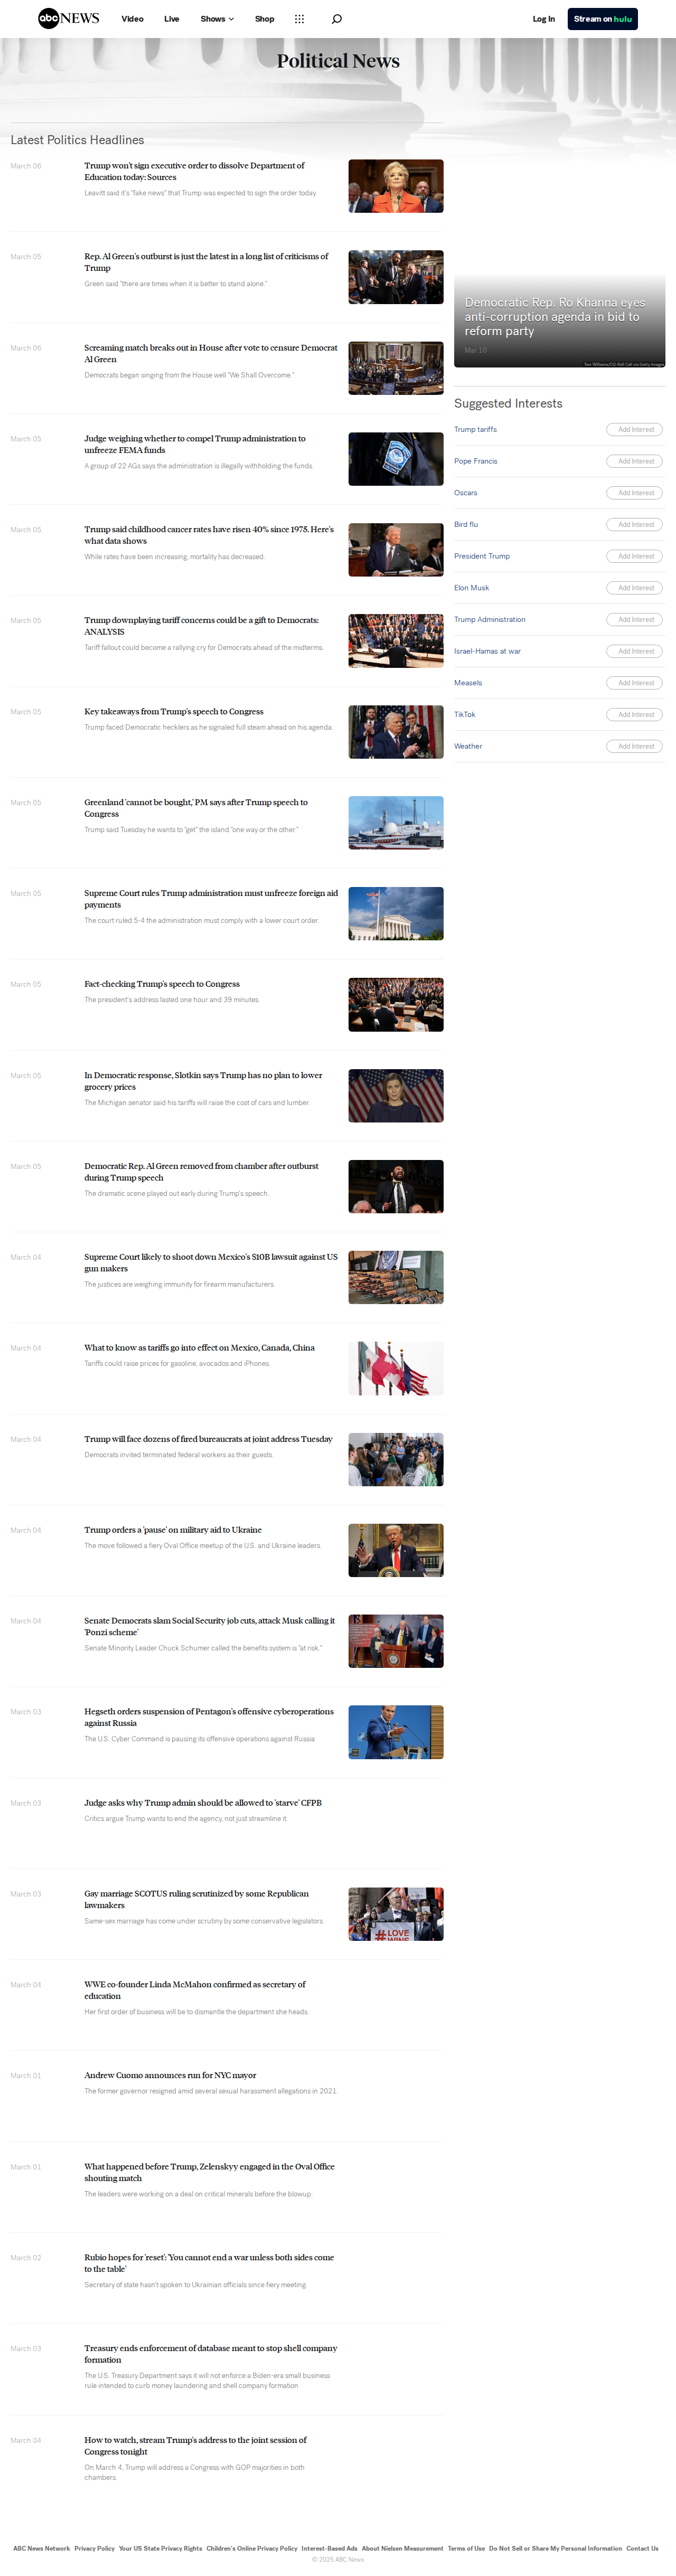 abc NEWS
Video
Live
Shows
Shop
Log In
Stream on hulu
Political News
Latest Politics Headlines
March 06
Trump won't sign executive order to dissolve Department of
Education today: Sources
Leavitt said it's "fake news" that Trump was expected to sign the order today.
March 05
Rep. Al Green's outburst is just the latest in a long list of criticisms of
Trump
Green said "there are times when it is better to stand alone."
March 06
Screaming match breaks out in House after vote to censure Democrat
Al Green
Democrats began singing from the House well "We Shall Overcome."
March 05
Judge weighing whether to compel Trump administration to
unfreeze FEMA funds
A group of 22 AGs says the administration is illegally withholding the funds.
March 05
Trump said childhood cancer rates have risen 40% since 1975. Here's
what data shows
While rates have been increasing, mortality has decreased.
March 05
Trump downplaying tariff concerns could be a gift to Democrats:
ANALYSIS
Tariff fallout could become a rallying cry for Democrats ahead of the midterms.
March 05
Key takeaways from Trump's speech to Congress
Trump faced Democratic hecklers as he signaled full steam ahead on his agenda.
March 05
Greenland 'cannot be bought,' PM says after Trump speech to
Congress
Trump said Tuesday he wants to "get" the island "one way or the other."
March 05
Supreme Court rules Trump administration must unfreeze foreign aid
payments
The court ruled 5-4 the administration must comply with a lower court order.
March 05
Fact-checking Trump's speech to Congress
The president's address lasted one hour and 39 minutes.
March 05
In Democratic response, Slotkin says Trump has no plan to lower
grocery prices
The Michigan senator said his tariffs will raise the cost of cars and lumber.
March 05
Democratic Rep. Al Green removed from chamber after outburst
during Trump speech
The dramatic scene played out early during Trump's speech.
March 04
Supreme Court likely to shoot down Mexico's $10B lawsuit against US
gun makers
The justices are weighing immunity for firearm manufacturers.
March 04
What to know as tariffs go into effect on Mexico, Canada, China
Tariffs could raise prices for gasoline, avocados and iPhones.
March 04
Trump will face dozens of fired bureaucrats at joint address Tuesday
Democrats invited terminated federal workers as their guests.
March 04
Trump orders a 'pause' on military aid to Ukraine
The move followed a fiery Oval Office meetup of the U.S. and Ukraine leaders.
March 04
Senate Democrats slam Social Security job cuts, attack Musk calling it
'Ponzi scheme'
Senate Minority Leader Chuck Schumer called the benefits system is "at risk."
March 03
Hegseth orders suspension of Pentagon's offensive cyberoperations
against Russia
The U.S. Cyber Command is pausing its offensive operations against Russia
March 03
Judge asks why Trump admin should be allowed to 'starve' CFPB
Critics argue Trump wants to end the agency, not just streamline it.
March 03
Gay marriage SCOTUS ruling scrutinized by some Republican
lawmakers
Same-sex marriage has come under scrutiny by some conservative legislators.
#LOVE
WINS
March 04
WWE co-founder Linda McMahon confirmed as secretary of
education
Her first order of business will be to dismantle the department she heads.
March 01
Andrew Cuomo announces run for NYC mayor
The former governor resigned amid several sexual harassment allegations in 2021.
March 01
What happened before Trump, Zelenskyy engaged in the Oval Office
shouting match
The leaders were working on a deal on critical minerals before the blowup.
March 02
Rubio hopes for 'reset': 'You cannot end a war unless both sides come
to the table'
Secretary of state hasn't spoken to Ukrainian officials since fiery meeting.
March 03
Treasury ends enforcement of database meant to stop shell company
formation
The U.S. Treasury Department says it will not enforce a Biden-era small business
rule intended to curb money laundering and shell company formation
March 04
How to watch, stream Trump's address to the joint session of
Congress tonight
On March 4, Trump will address a Congress with GOP majorities in both
chambers.
Democratic Rep. Ro Khanna eyes
anti-corruption agenda in bid to
reform party
Mar 10
Tom Williams/CQ-Roll Call via Getty Images
Suggested Interests
Trump tariffs
Add Interest
Pope Francis
Add Interest
Oscars
Add Interest
Bird flu
Add Interest
President Trump
Add Interest
Elon Musk
Add Interest
Trump Administration
Add Interest
Israel-Hamas at war
Add Interest
Measels
Add Interest
TikTok
Add Interest
Weather
Add Interest
ABC News Network Privacy Policy Your US State Privacy Rights Children's Online Privacy Policy Interest-Based Ads About Nielsen Measurement Terms of Use Do Not Sell or Share My Personal Information Contact Us
© 2025 ABC News